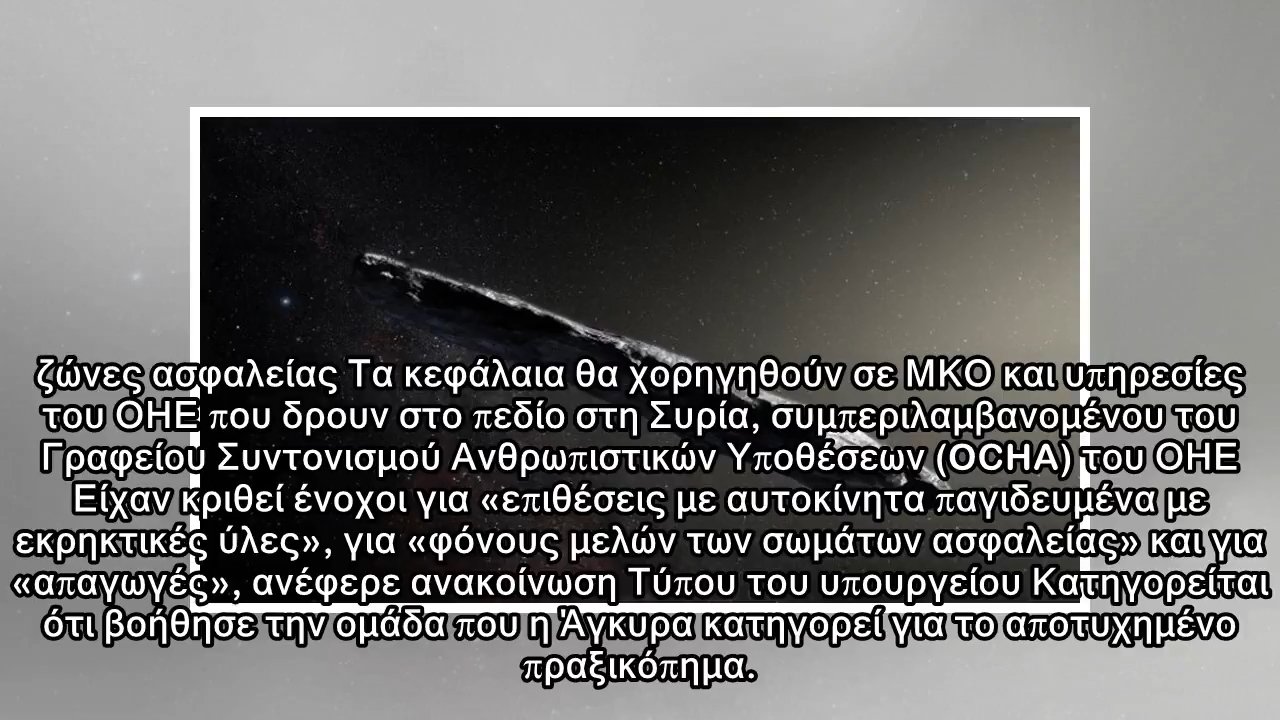 ζώνες ασφαλείας Τα κεφάλαια θα χορηγηθούν σε ΜΚΟ και υπηρεσίες
του ΟΗΕ που δρουν στο πεδίο στη Συρία, συμπεριλαμβανομένου του
Γραφείου Συντονισμού Ανθρωπιστικών Υποθέσεων (OCHA) του ΟΗΕ
Είχαν κριθεί ένοχοι για «επιθέσεις με αυτοκίνητα παγιδευμένα με
εκρηκτικές ύλες», για «φόνους μελών των σωμάτων ασφαλείας» και για
«απαγωγές», ανέφερε ανακοίνωση Τύπου του υπουργείου Κατηγορείται
ότι βοήθησε την ομάδα που η Άγκυρα κατηγορεί για το αποτυχημένο
πραξικόπημα.